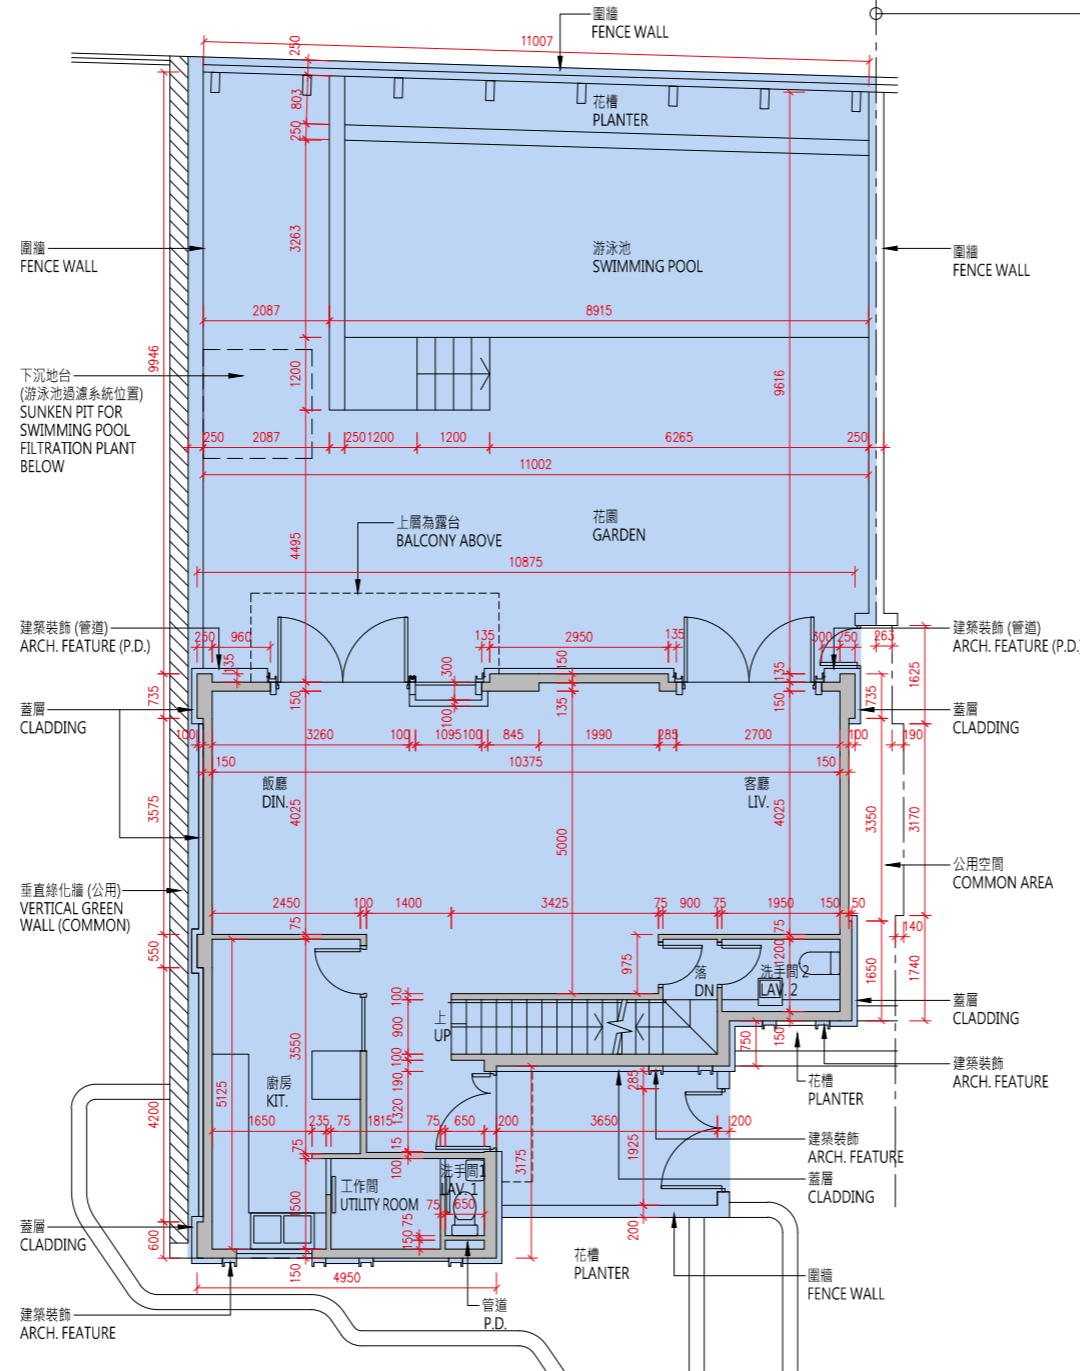 圍牆
FENCE WALL
11007
250
803
250
花槽
PLANTER
3263
圍牆
FENCE WALL
游泳池
SWIMMING POOL
圍牆
FENCE WALL
2087
8915
9946
1200
9616
下沉地台
(游泳池過濾系統位置)
SUNKEN PIT FOR
SWIMMING POOL
FILTRATION PLANT
BELOW
250
2087
250
1200
1200
6265
250
11002
上層為露台
BALCONY ABOVE
花園
GARDEN
4495
10875
建築裝飾 (管道)
ARCH. FEATURE (P.D.)
250
960
135
2950
135
300
250
263
建築裝飾 (管道)
ARCH. FEATURE (P.D.)
135
300
150
135
1625
735
150
100
135
150
735
蓋層
CLADDING
蓋層
CLADDING
100
3260
100
1095
100
845
1990
285
2700
100
190
150
10375
150
飯廳
DIN.
客廳
LIV.
3575
4025
5000
4025
3350
3170
垂直綠化牆 (公用)
VERTICAL GREEN
WALL (COMMON)
公用空間
COMMON AREA
2450
100
1400
3425
75
900
75
1950
150
50
75
75
140
550
975
1200
1650
1740
落
DN
洗手間 2
LAV. 2
100
上
UP
900
蓋層
CLADDING
3550
100
150
750
建築裝飾
ARCH. FEATURE
5125
廚房
KIT.
190
285
花槽
PLANTER
4200
1320
1650
235
75
1815
75
650
200
3650
200
1925
建築裝飾
ARCH. FEATURE
75
15
100
3175
工作間
UTILITY ROOM
洗手間1
LAV. 1
蓋層
CLADDING
1500
75
650
75
150
200
蓋層
CLADDING
600
150
4950
花槽
PLANTER
圍牆
FENCE WALL
建築裝飾
ARCH. FEATURE
管道
P.D.